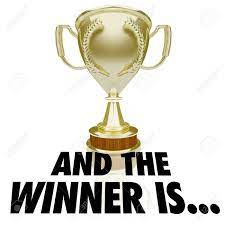 AND THE
WINNER IS...